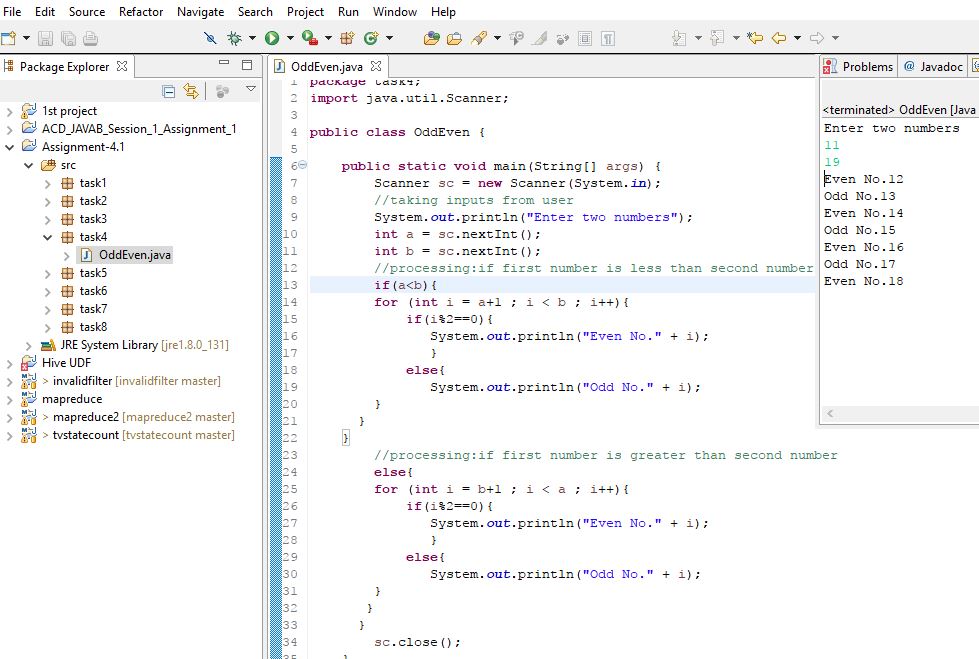 File Edit Source Refactor Navigate Search Project Run Window Help
Package Explorer
1st project
ACD_JAVAB_Session_1_Assignment_1
Assignment-4.1
src
task1
task2
task3
task4
OddEven.java
task5
task6
task7
task8
JRE System Library [jre1.8.0_131]
Hive UDF
> invalidfilter [invalidfilter master]
mapreduce
> mapreduce2 [mapreduce2 master]
> tvstatecount [tvstatecount master]
OddEven.java
1 package task4;
2 import java.util.Scanner;
3
4 public class OddEven {
5
6 public static void main(String[] args) {
7 Scanner sc = new Scanner(System.in);
8 //taking inputs from user
9 System.out.println("Enter two numbers");
10 int a = sc.nextInt();
11 int b = sc.nextInt();
12 //processing:if first number is less than second number
13 if(a<b){
14 for (int i = a+1 ; i < b ; i++){
15 if(i%2==0){
16 System.out.println("Even No." + i);
17 }
18 else{
19 System.out.println("Odd No." + i);
20 }
21 }
22 }
23 //processing:if first number is greater than second number
24 else{
25 for (int i = b+1 ; i < a ; i++){
26 if(i%2==0){
27 System.out.println("Even No." + i);
28 }
29 else{
30 System.out.println("Odd No." + i);
31 }
32 }
33 }
34 sc.close();
35 }
Problems @ Javadoc
<terminated> OddEven [Java
Enter two numbers
11
19
Even No.12
Odd No.13
Even No.14
Odd No.15
Even No.16
Odd No.17
Even No.18